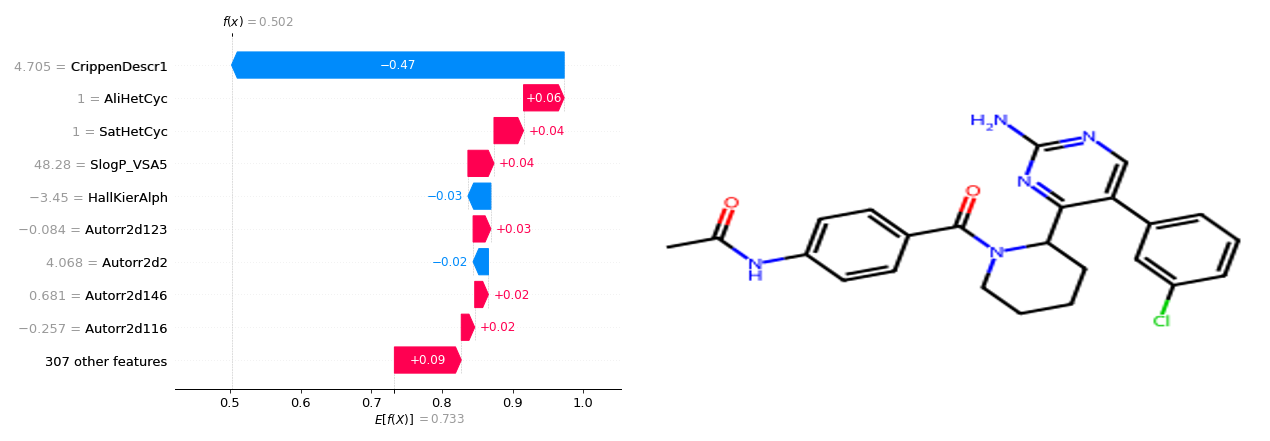 f(x) = 0.502
4.705 = CrippenDescr1
−0.47
1 = AliHetCyc
+0.06
1 = SatHetCyc
+0.04
48.28 = SlogP_VSA5
+0.04
−3.45 = HallKierAlph
−0.03
−0.084 = Autorr2d123
+0.03
4.068 = Autorr2d2
−0.02
0.681 = Autorr2d146
+0.02
−0.257 = Autorr2d116
+0.02
307 other features
+0.09
0.5 0.6 0.7 0.8 0.9 1.0
E[f(X)] = 0.733
H₂N
N
N
O
O
N
N
H
Cl